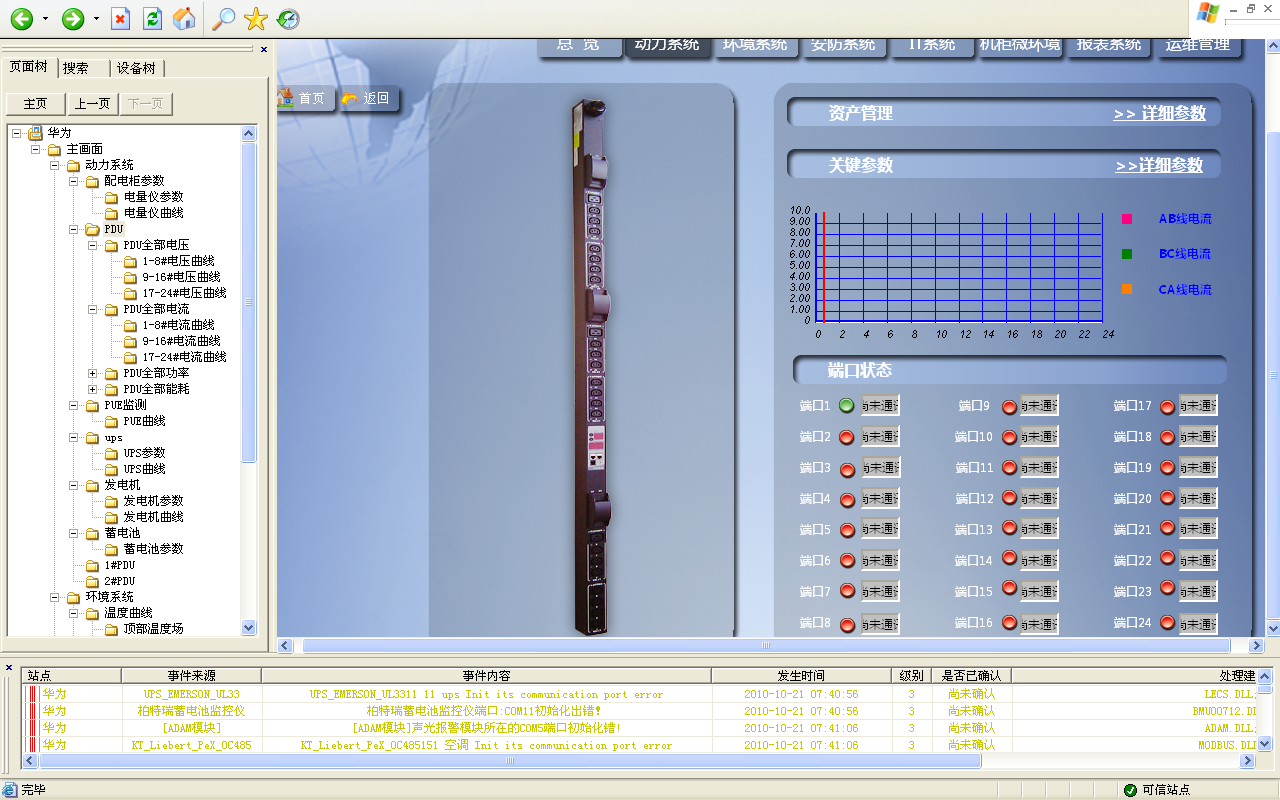 总 览 动力系统 环境系统 安防系统 IT系统 机柜微环境 报表系统 运维管理
页面树 搜索 设备树
主页 上一页 下一页
华为
主画面
动力系统
配电柜参数
电量仪参数
电量仪曲线
PDU
PDU全部电压
1-8#电压曲线
9-16#电压曲线
17-24#电压曲线
PDU全部电流
1-8#电流曲线
9-16#电流曲线
17-24#电流曲线
PDU全部功率
PDU全部能耗
PUE监测
PUE曲线
ups
UPS参数
UPS曲线
发电机
发电机参数
发电机曲线
蓄电池
蓄电池参数
1#PDU
2#PDU
环境系统
温度曲线
顶部温度场
首页 返回
资产管理 >> 详细参数
关键参数 >>详细参数
10.0
9.00
8.00
7.00
6.00
5.00
4.00
3.00
2.00
1.00
0
0 2 4 6 8 10 12 14 16 18 20 22 24
AB线电流
BC线电流
CA线电流
端口状态
端口1 尚未通 端口9 尚未通 端口17 尚未通
端口2 尚未通 端口10 尚未通 端口18 尚未通
端口3 尚未通 端口11 尚未通 端口19 尚未通
端口4 尚未通 端口12 尚未通 端口20 尚未通
端口5 尚未通 端口13 尚未通 端口21 尚未通
端口6 尚未通 端口14 尚未通 端口22 尚未通
端口7 尚未通 端口15 尚未通 端口23 尚未通
端口8 尚未通 端口16 尚未通 端口24 尚未通
站点 事件来源 事件内容 发生时间 级别 是否已确认 处理建
华为 UPS_EMERSON_UL33 UPS_EMERSON_UL3311 11 ups Init its communication port error 2010-10-21 07:40:56 3 尚未确认 LECS.DLL;
华为 柏特瑞蓄电池监控仪 柏特瑞蓄电池监控仪端口:COM11初始化出错! 2010-10-21 07:40:56 3 尚未确认 BMU00712.DL
华为 [ADAM模块] [ADAM模块]声光报警模块所在的COM5端口初始化错! 2010-10-21 07:41:06 3 尚未确认 ADAM.DLL;
华为 KT_Liebert_PeX_OC485 KT_Liebert_PeX_OC485151 空调 Init its communication port error 2010-10-21 07:41:06 3 尚未确认 MODBUS.DLL
完毕 可信站点